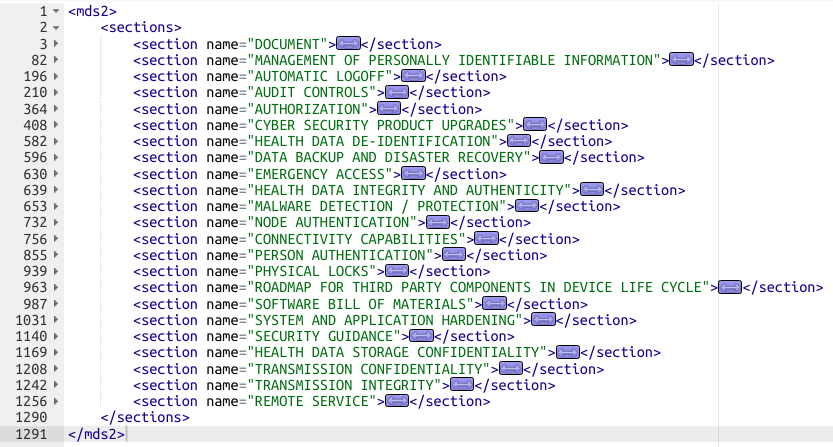 1 <mds2>
2 <sections>
3 <section name="DOCUMENT"></section>
82 <section name="MANAGEMENT OF PERSONALLY IDENTIFIABLE INFORMATION"></section>
196 <section name="AUTOMATIC LOGOFF"></section>
210 <section name="AUDIT CONTROLS"></section>
364 <section name="AUTHORIZATION"></section>
408 <section name="CYBER SECURITY PRODUCT UPGRADES"></section>
582 <section name="HEALTH DATA DE-IDENTIFICATION"></section>
596 <section name="DATA BACKUP AND DISASTER RECOVERY"></section>
630 <section name="EMERGENCY ACCESS"></section>
639 <section name="HEALTH DATA INTEGRITY AND AUTHENTICITY"></section>
653 <section name="MALWARE DETECTION / PROTECTION"></section>
732 <section name="NODE AUTHENTICATION"></section>
756 <section name="CONNECTIVITY CAPABILITIES"></section>
855 <section name="PERSON AUTHENTICATION"></section>
939 <section name="PHYSICAL LOCKS"></section>
963 <section name="ROADMAP FOR THIRD PARTY COMPONENTS IN DEVICE LIFE CYCLE"></section>
987 <section name="SOFTWARE BILL OF MATERIALS"></section>
1031 <section name="SYSTEM AND APPLICATION HARDENING"></section>
1140 <section name="SECURITY GUIDANCE"></section>
1169 <section name="HEALTH DATA STORAGE CONFIDENTIALITY"></section>
1208 <section name="TRANSMISSION CONFIDENTIALITY"></section>
1242 <section name="TRANSMISSION INTEGRITY"></section>
1256 <section name="REMOTE SERVICE"></section>
1290 </sections>
1291 </mds2>